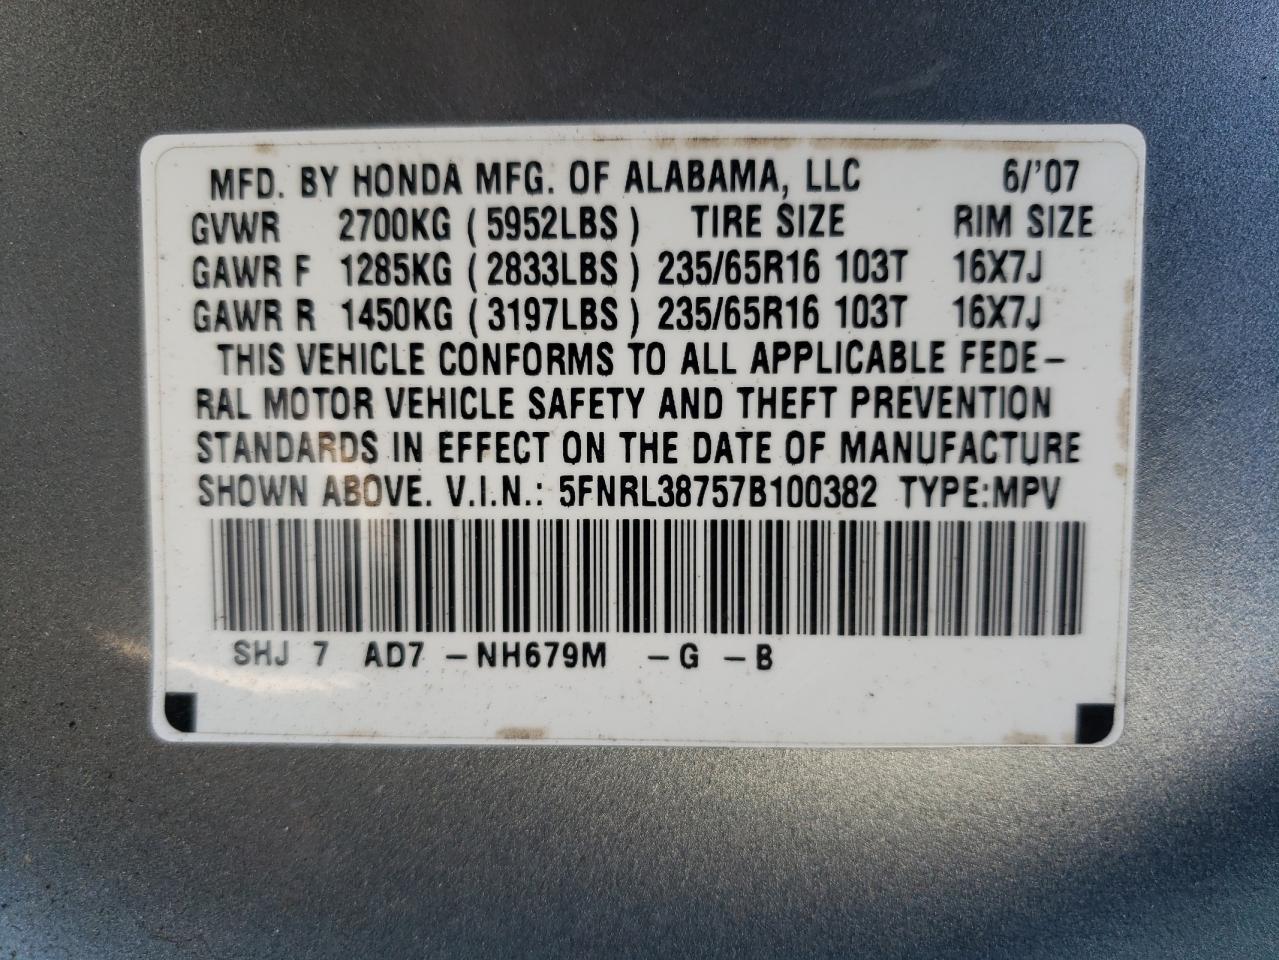 MFD. BY HONDA MFG. OF ALABAMA, LLC 6/'07
GVWR 2700KG (5952LBS) TIRE SIZE RIM SIZE
GAWR F 1285KG (2833LBS) 235/65R16 103T 16X7J
GAWR R 1450KG (3197LBS) 235/65R16 103T 16X7J
THIS VEHICLE CONFORMS TO ALL APPLICABLE FEDE-
RAL MOTOR VEHICLE SAFETY AND THEFT PREVENTION
STANDARDS IN EFFECT ON THE DATE OF MANUFACTURE
SHOWN ABOVE. V.I.N.: 5FNRL38757B100382 TYPE:MPV
SHJ 7 AD7 -NH679M -G -B